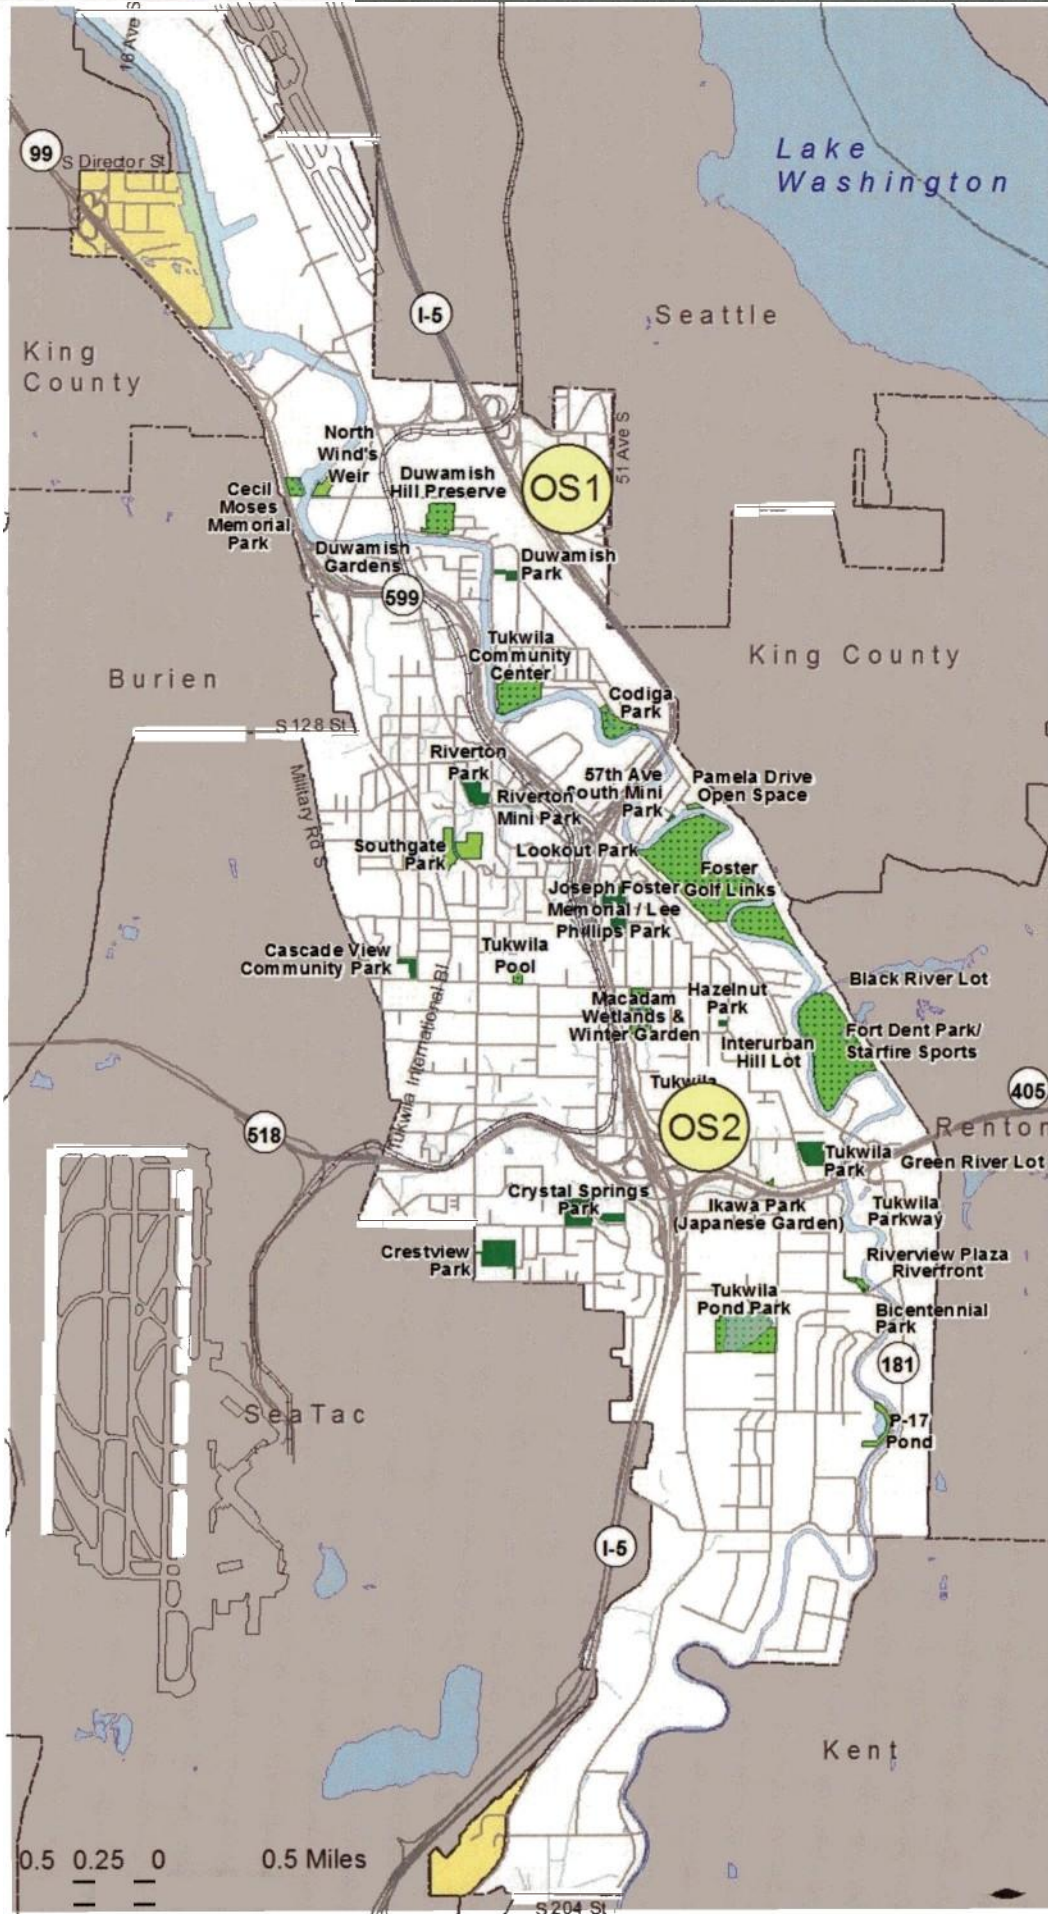 16 Ave S
99
S Director St
Lake
Washington
I-5
Seattle
King
County
51 Ave S
North
Wind's
Weir
OS1
Duwamish
Hill Preserve
Cecil
Moses
Memorial
Park
Duwamish
Gardens
Duwamish
Park
599
Tukwila
Community
Center
King County
Burien
Codiga
Park
S 128 St
Military Rd S
Riverton
Park
Riverton
Mini Park
57th Ave
South Mini
Park
Pamela Drive
Open Space
Southgate
Park
Lookout Park
Foster
Golf Links
Joseph Foster
Memorial / Lee
Phillips Park
Cascade View
Community Park
Tukwila
Pool
Tukwila International Bl
Black River Lot
Macadam
Wetlands &
Winter Garden
Hazelnut
Park
Interurban
Hill Lot
Fort Dent Park/
Starfire Sports
Tukwila
OS2
405
518
Renton
Tukwila
Park
Green River Lot
Crystal Springs
Park
Ikawa Park
(Japanese Garden)
Tukwila
Parkway
Crestview
Park
Riverview Plaza
Riverfront
Tukwila
Pond Park
Bicentennial
Park
181
SeaTac
P-17
Pond
I-5
Kent
0.5 0.25 0 0.5 Miles
S 204 St